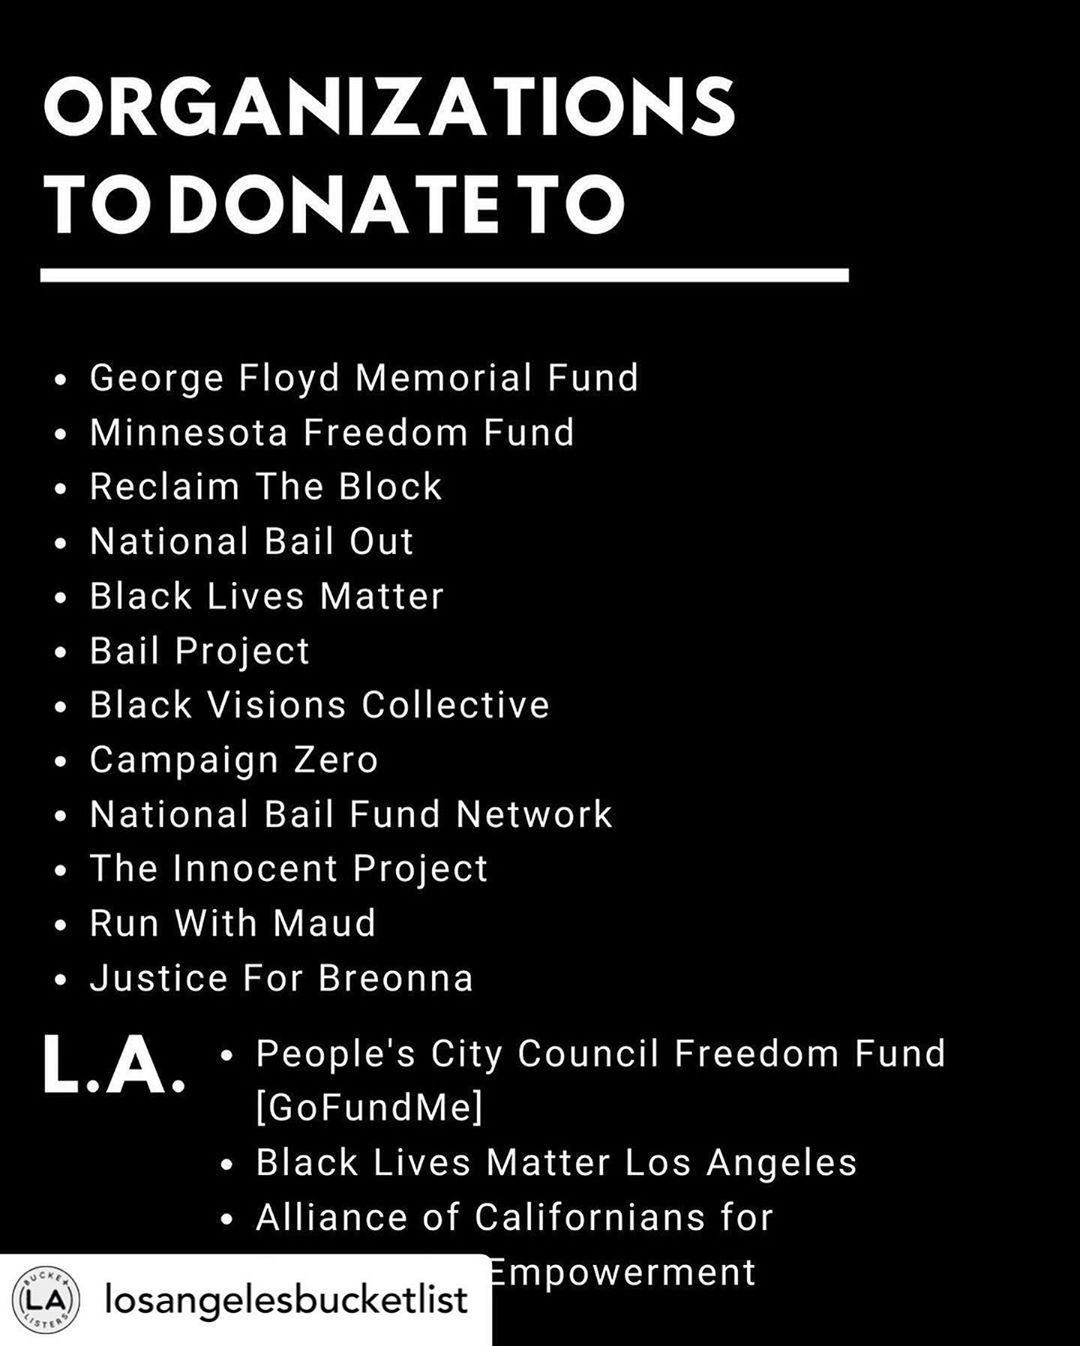 ORGANIZATIONS
TO DONATE TO
• George Floyd Memorial Fund
• Minnesota Freedom Fund
• Reclaim The Block
• National Bail Out
• Black Lives Matter
• Bail Project
• Black Visions Collective
• Campaign Zero
• National Bail Fund Network
• The Innocent Project
• Run With Maud
• Justice For Breonna
L.A.
• People's City Council Freedom Fund
[GoFundMe]
• Black Lives Matter Los Angeles
• Alliance of Californians for
Empowerment
BUCKET
LA
LISTERS
losangelesbucketlist